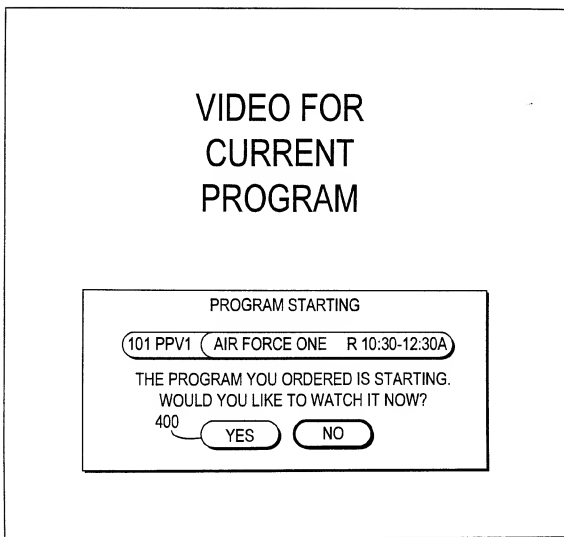 VIDEO FOR
CURRENT
PROGRAM
PROGRAM STARTING
101 PPV1 AIR FORCE ONE R 10:30-12:30A
THE PROGRAM YOU ORDERED IS STARTING.
WOULD YOU LIKE TO WATCH IT NOW?
400 YES NO